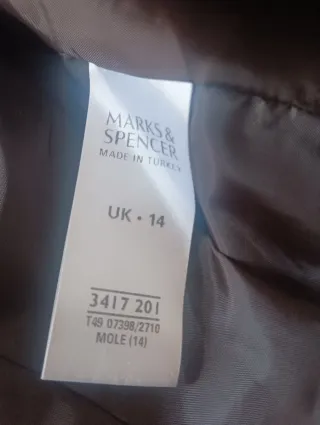 MARKS &
SPENCER
MADE IN TURKEY
UK • 14
3417 201
T49 07398/2710
MOLE (14)